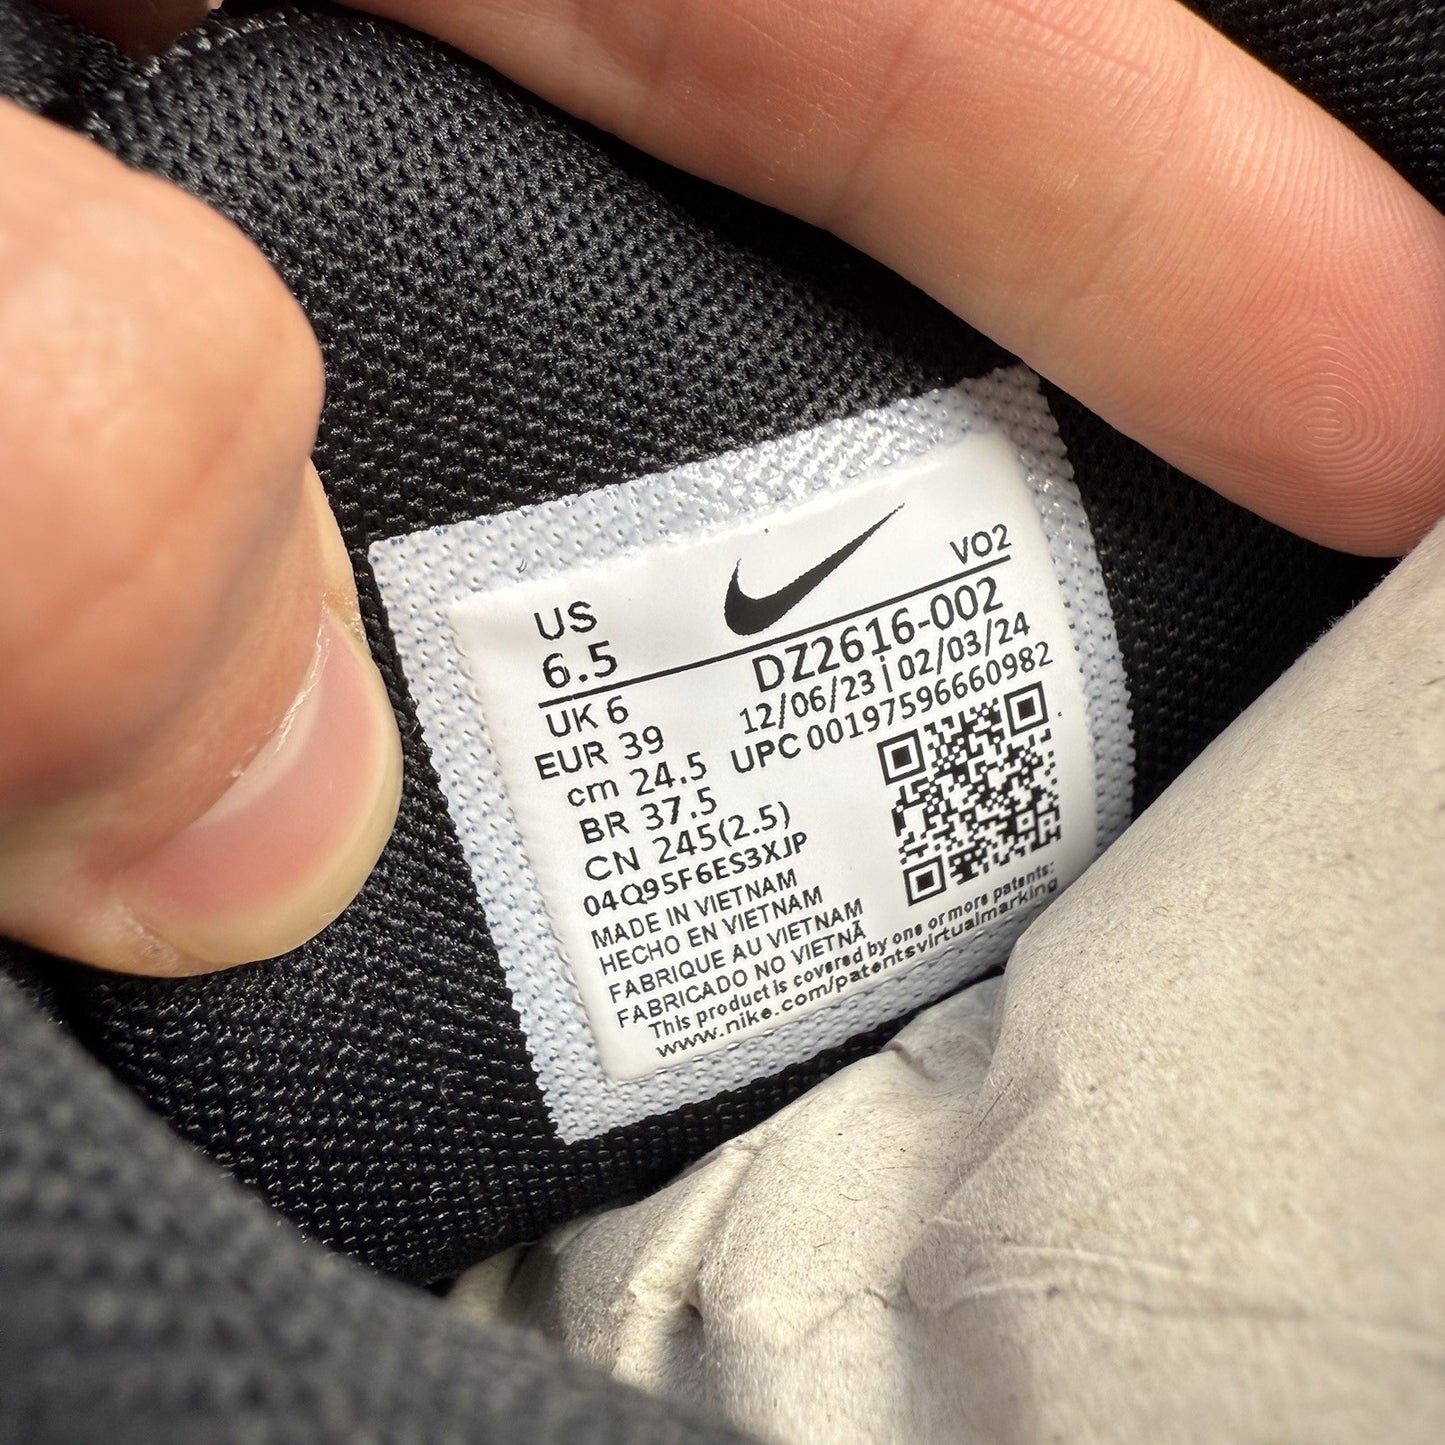 VO2
US
6.5
DZ2616-002
UK 6
12/06/23 | 02/03/24
EUR 39
UPC 00197596660982
cm 24.5
BR 37.5
CN 245(2.5)
04Q95F6ES3XJP
MADE IN VIETNAM
HECHO EN VIETNAM
FABRIQUE AU VIETNAM
FABRICADO NO VIETNÃ
This product is covered by one or more patents:
www.nike.com/patentsvirtualmarking